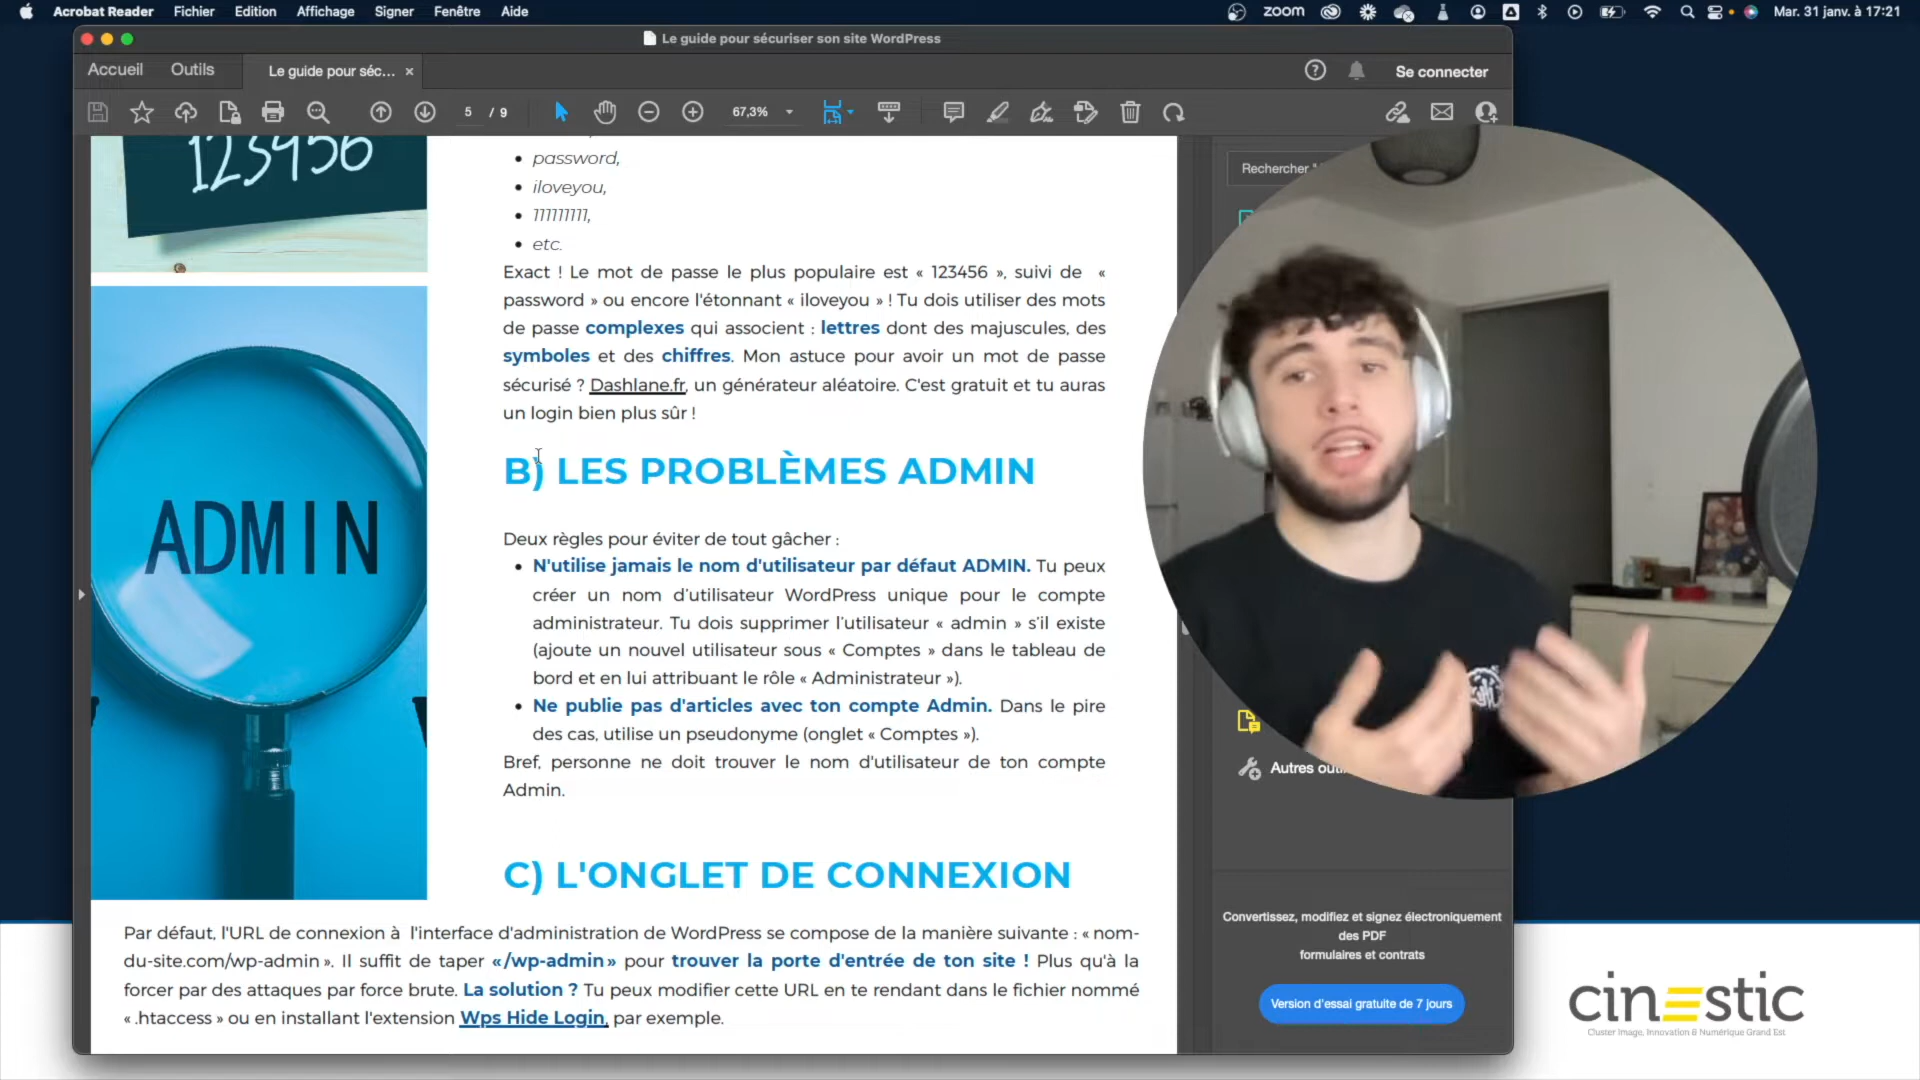 Acrobat Reader Fichier Edition Affichage Signer Fenêtre Aide zoom Mar. 31 janv. à 17:21
Le guide pour sécuriser son site WordPress
Accueil Outils Le guide pour séc... × Se connecter
5 / 9 67,3%
123456
Rechercher
• password,
• iloveyou,
• 1111111111,
• etc.
Exact ! Le mot de passe le plus populaire est « 123456 », suivi de «
password » ou encore l'étonnant « iloveyou » ! Tu dois utiliser des mots
de passe complexes qui associent : lettres dont des majuscules, des
symboles et des chiffres. Mon astuce pour avoir un mot de passe
sécurisé ? Dashlane.fr, un générateur aléatoire. C'est gratuit et tu auras
un login bien plus sûr !
B) LES PROBLÈMES ADMIN
ADMIN
Deux règles pour éviter de tout gâcher :
• N'utilise jamais le nom d'utilisateur par défaut ADMIN. Tu peux
créer un nom d'utilisateur WordPress unique pour le compte
administrateur. Tu dois supprimer l'utilisateur « admin » s'il existe
(ajoute un nouvel utilisateur sous « Comptes » dans le tableau de
bord et en lui attribuant le rôle « Administrateur »).
• Ne publie pas d'articles avec ton compte Admin. Dans le pire
des cas, utilise un pseudonyme (onglet « Comptes »).
Bref, personne ne doit trouver le nom d'utilisateur de ton compte
Admin.
Autres
C) L'ONGLET DE CONNEXION
Par défaut, l'URL de connexion à l'interface d'administration de WordPress se compose de la manière suivante : « nom-
du-site.com/wp-admin ». Il suffit de taper «/wp-admin» pour trouver la porte d'entrée de ton site ! Plus qu'à la
forcer par des attaques par force brute. La solution ? Tu peux modifier cette URL en te rendant dans le fichier nommé
« .htaccess » ou en installant l'extension Wps Hide Login, par exemple.
Convertissez, modifiez et signez électroniquement
des PDF
formulaires et contrats
Version d'essai gratuite de 7 jours
cinestic
Cluster Image, Innovation & Numérique Grand Est